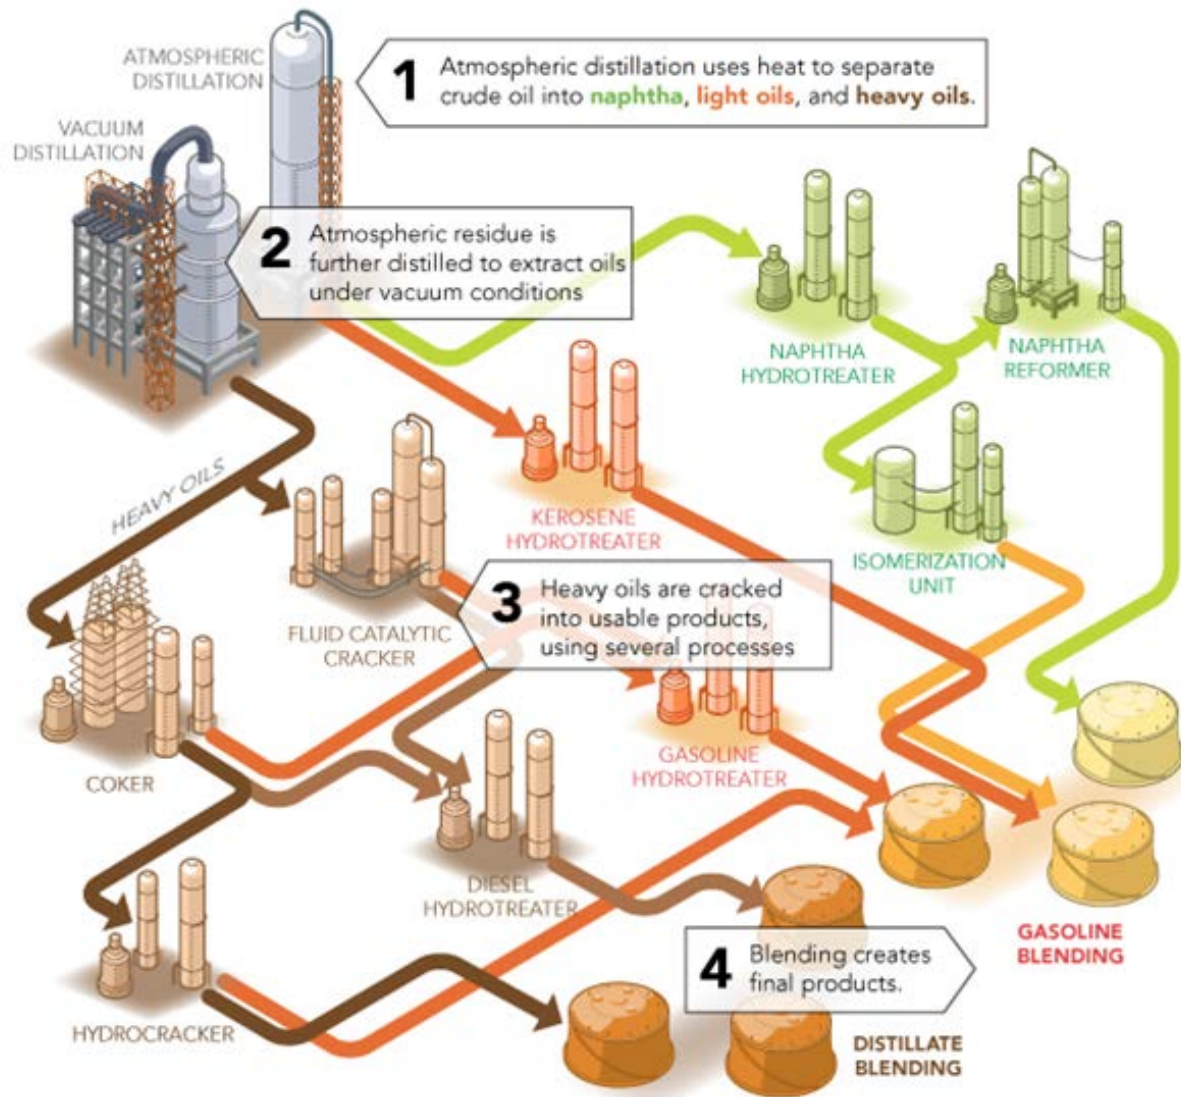 ATMOSPHERIC
DISTILLATION
1
Atmospheric distillation uses heat to separate
crude oil into naphtha, light oils, and heavy oils.
VACUUM
DISTILLATION
2
Atmospheric residue is
further distilled to extract oils
under vacuum conditions
NAPHTHA
HYDROTREATER
NAPHTHA
REFORMER
HEAVY OILS
KEROSENE
HYDROTREATER
ISOMERIZATION
UNIT
FLUID CATALYTIC
CRACKER
3
Heavy oils are cracked
into usable products,
using several processes
COKER
GASOLINE
HYDROTREATER
DIESEL
HYDROTREATER
GASOLINE
BLENDING
4
Blending creates
final products.
HYDROCRACKER
DISTILLATE
BLENDING